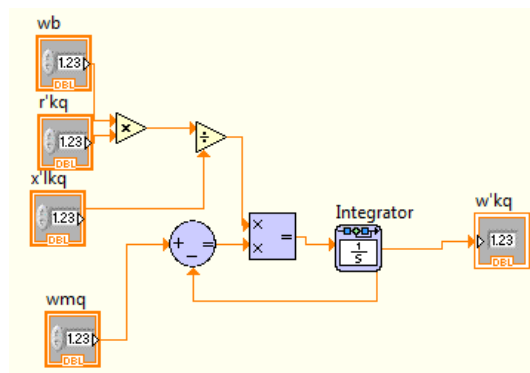 wb
1.23
DBL
r'kq
1.23
DBL
x'lkq
1.23
DBL
wmq
1.23
DBL
×
÷
+
−
=
×
×
=
Integrator
1
s
w'kq
1.23
DBL